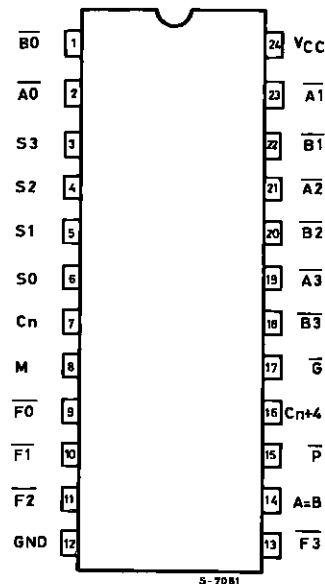 B0 1 24 VCC
A0 2 23 A1
S3 3 22 B1
S2 4 21 A2
S1 5 20 B2
S0 6 19 A3
Cn 7 18 B3
M 8 17 G
F0 9 16 Cn+4
F1 10 15 P
F2 11 14 A=B
GND 12 13 F3
S-7081